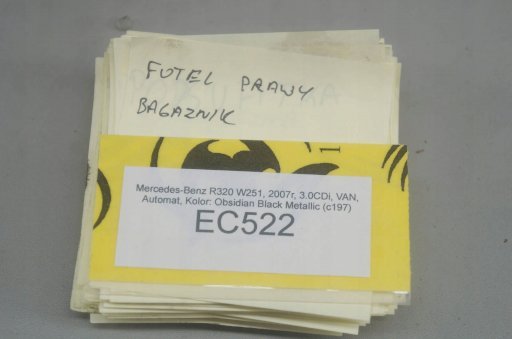 FOTEL PRAWY
BAGAZNIK
Mercedes-Benz R320 W251, 2007r, 3.0CDi, VAN,
Automat, Kolor: Obsidian Black Metallic (c197)
EC522